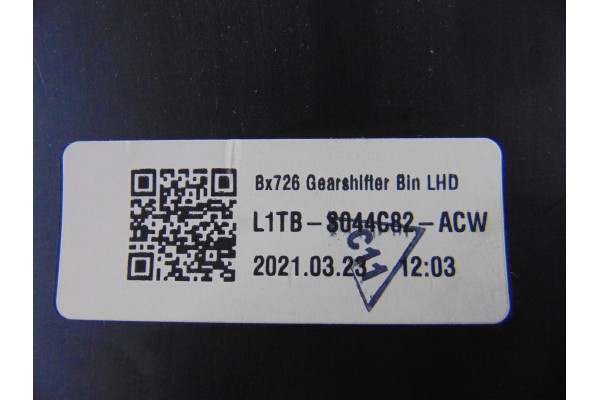 Bx726 Gearshifter Bin LHD
L1TB-S044C82-ACW
2021.03.23 12:03
C11